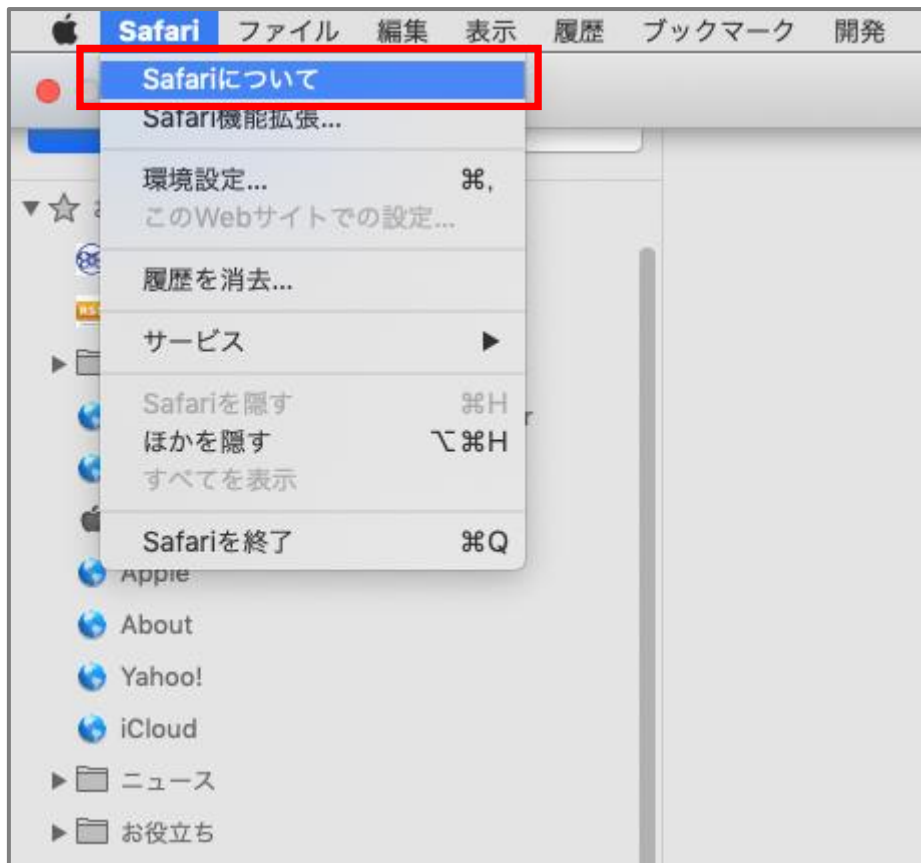 Safari ファイル 編集 表示 履歴 ブックマーク 開発
Safariについて
Safari機能拡張...
環境設定... ⌘,
このWebサイトでの設定...
履歴を消去...
サービス ▶
Safariを隠す ⌘H
ほかを隠す ⌥⌘H
すべてを表示
Safariを終了 ⌘Q
Apple
About
Yahoo!
iCloud
ニュース
お役立ち